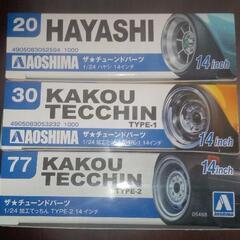 20 HAYASHI
4905083052594 1000
AOSHIMA
ザ★チューンドパーツ
1/24 ハヤシ 14インチ
14inch
30 KAKOU
TECCHIN
TYPE-1
4905083053232 1000
AOSHIMA
ザ★チューンドパーツ
1/24 加工てっちん TYPE-1 14インチ
14inch
77 KAKOU
TECCHIN
TYPE-2
ザ★チューンドパーツ
1/24 加工てっちん TYPE-2 14インチ
14inch
05468
AOSHIMA